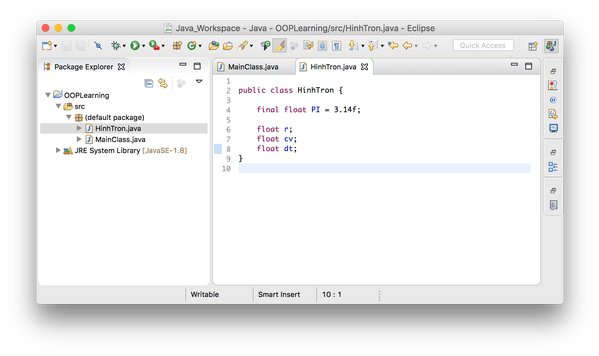 Java_Workspace - Java - OOPLearning/src/HinhTron.java - Eclipse
Quick Access
Package Explorer
OOPLearning
src
(default package)
HinhTron.java
MainClass.java
JRE System Library [JavaSE-1.8]
MainClass.java
HinhTron.java
1
2 public class HinhTron {
3
4 final float PI = 3.14f;
5
6 float r;
7 float cv;
8 float dt;
9 }
10
Writable
Smart Insert
10 : 1